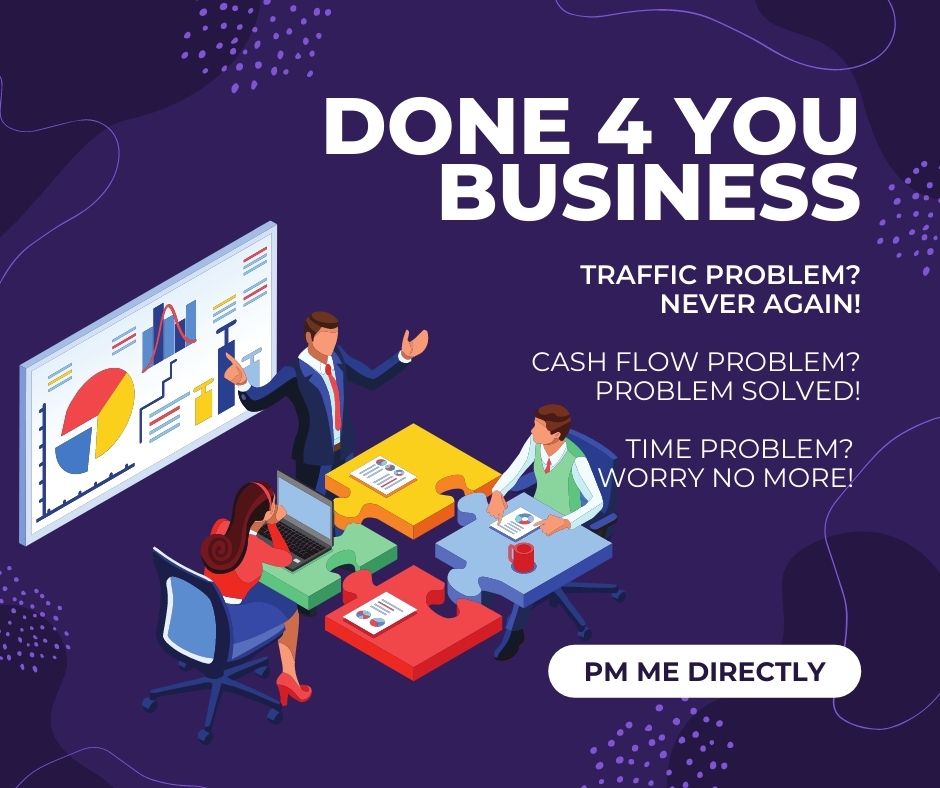 DONE 4 YOU
BUSINESS
TRAFFIC PROBLEM?
NEVER AGAIN!
CASH FLOW PROBLEM?
PROBLEM SOLVED!
TIME PROBLEM?
WORRY NO MORE!
PM ME DIRECTLY